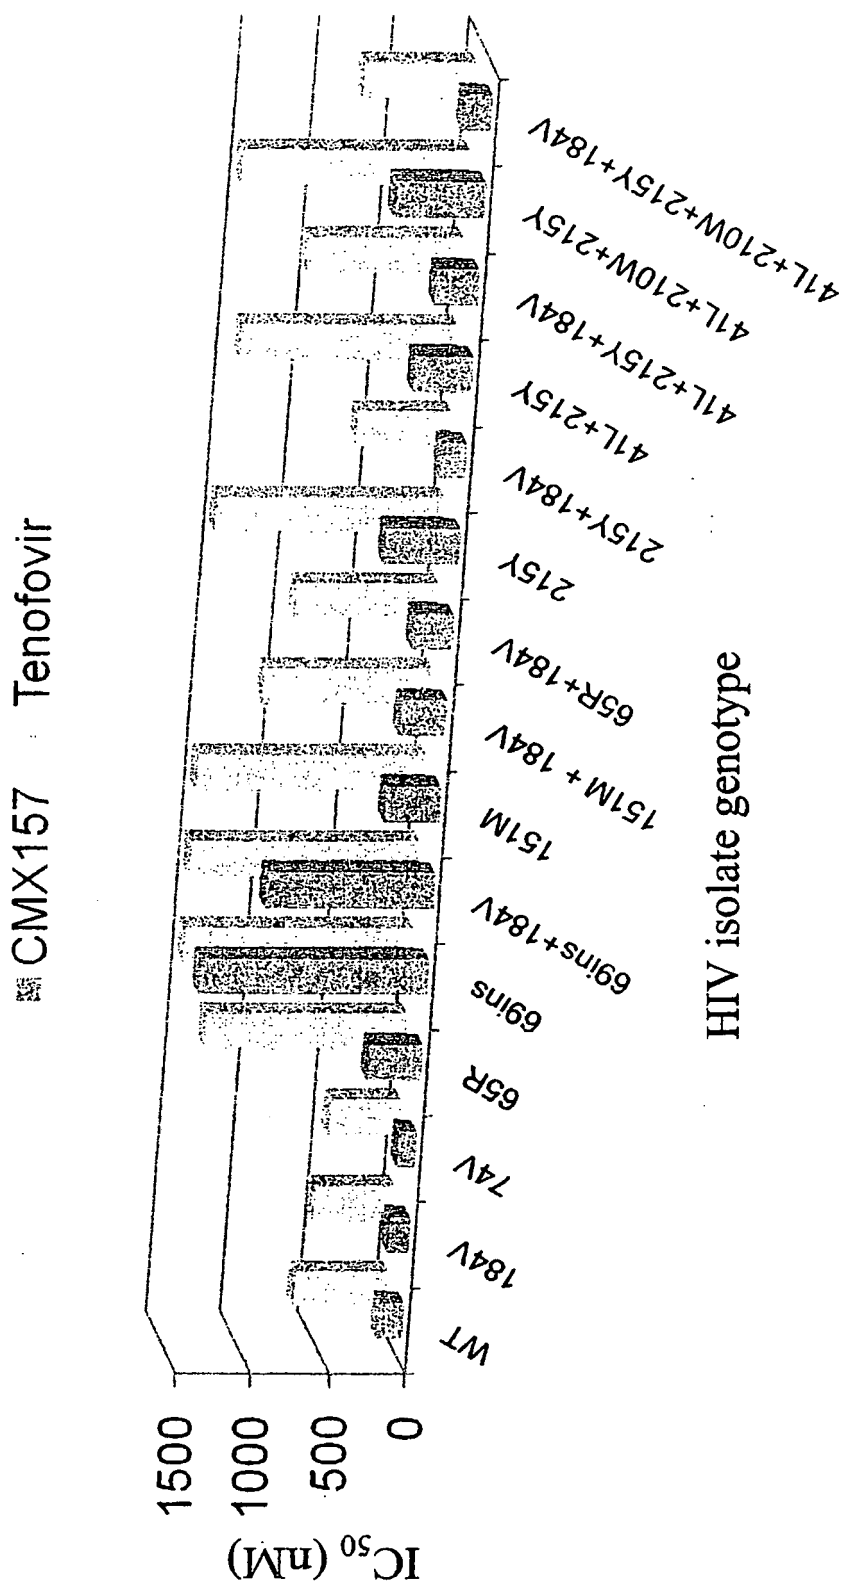 CMX157 Tenofovir
IC50 (nM)
1500
1000
500
0
WT
184V
74V
65R
69ins
69ins+184V
151M
151M + 184V
65R+184V
215Y
215Y+184V
41L+215Y
41L+215Y+184V
41L+210W+215Y
41L+210W+215Y+184V
HIV isolate genotype